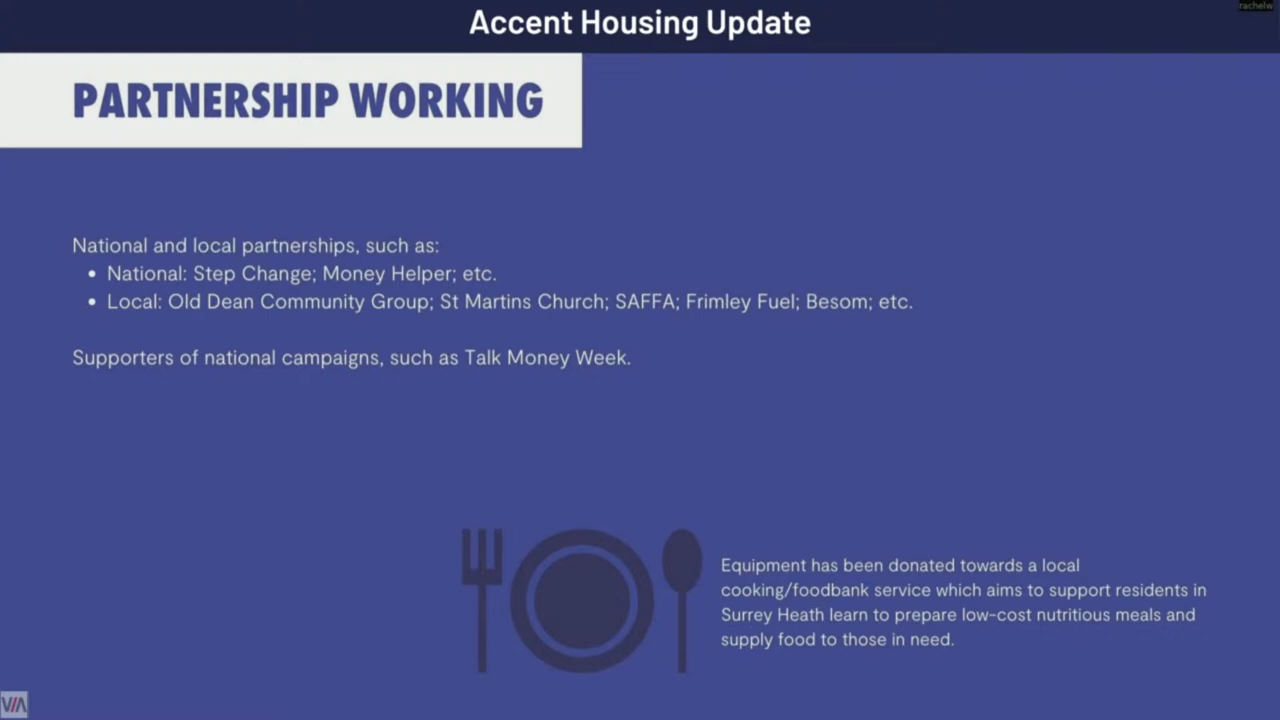 Accent Housing Update
rachelw
PARTNERSHIP WORKING
National and local partnerships, such as:
• National: Step Change; Money Helper; etc.
• Local: Old Dean Community Group; St Martins Church; SAFFA; Frimley Fuel; Besom; etc.
Supporters of national campaigns, such as Talk Money Week.
Equipment has been donated towards a local
cooking/foodbank service which aims to support residents in
Surrey Heath learn to prepare low-cost nutritious meals and
supply food to those in need.
VIA